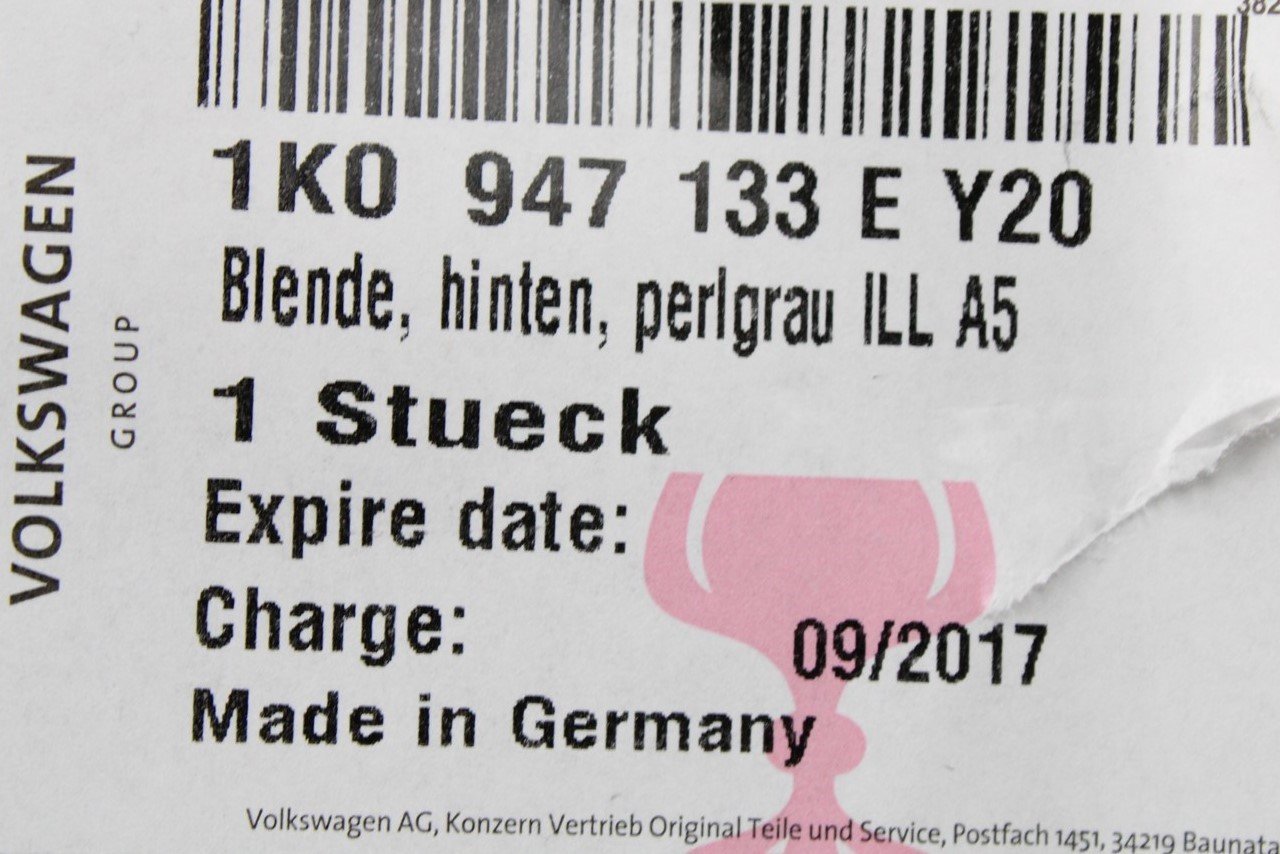 382
1K0 947 133 E Y20
Blende, hinten, perlgrau ILL A5
1 Stueck
Expire date:
Charge:
09/2017
Made in Germany
Volkswagen AG, Konzern Vertrieb Original Teile und Service, Postfach 1451, 34219 Baunata
VOLKSWAGEN
GROUP